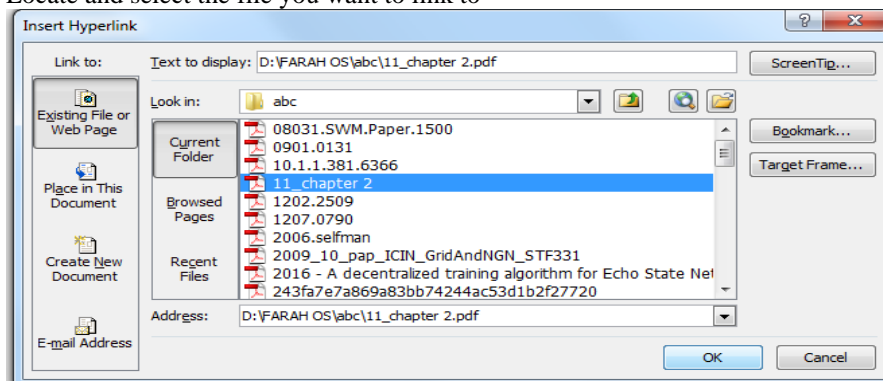 Locate and select the file you want to link to
Insert Hyperlink
Link to:
Text to display: D:\FARAH OS\abc\11_chapter 2.pdf
ScreenTip...
Existing File or
Web Page
Look in: abc
Current
Folder
Browsed
Pages
Recent
Files
08031.SWM.Paper.1500
0901.0131
10.1.1.381.6366
11_chapter 2
1202.2509
1207.0790
2006.selfman
2009_10_pap_ICIN_GridAndNGN_STF331
2016 - A decentralized training algorithm for Echo State Net
243fa7e7a869a83bb74244ac53d1b2f27720
Bookmark...
Target Frame...
Place in This
Document
Create New
Document
E-mail Address
Address: D:\FARAH OS\abc\11_chapter 2.pdf
OK
Cancel